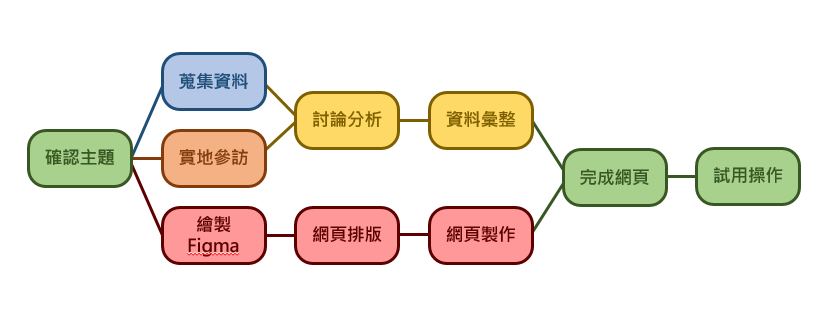 蒐集資料
討論分析
資料彙整
確認主題
實地參訪
完成網頁
試用操作
繪製
Figma
網頁排版
網頁製作